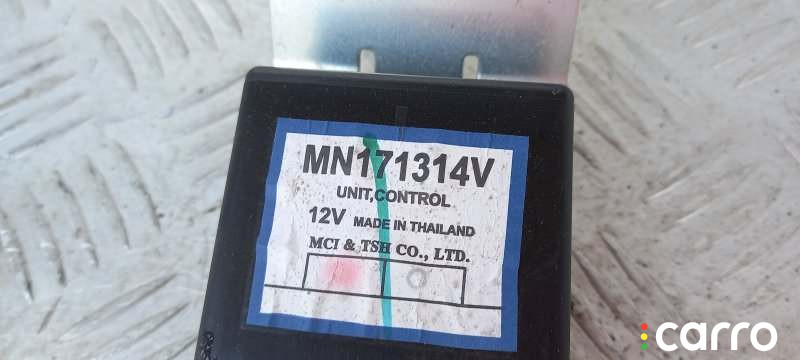 MN171314V
UNIT,CONTROL
12V MADE IN THAILAND
MCI & TSH CO., LTD.
carro